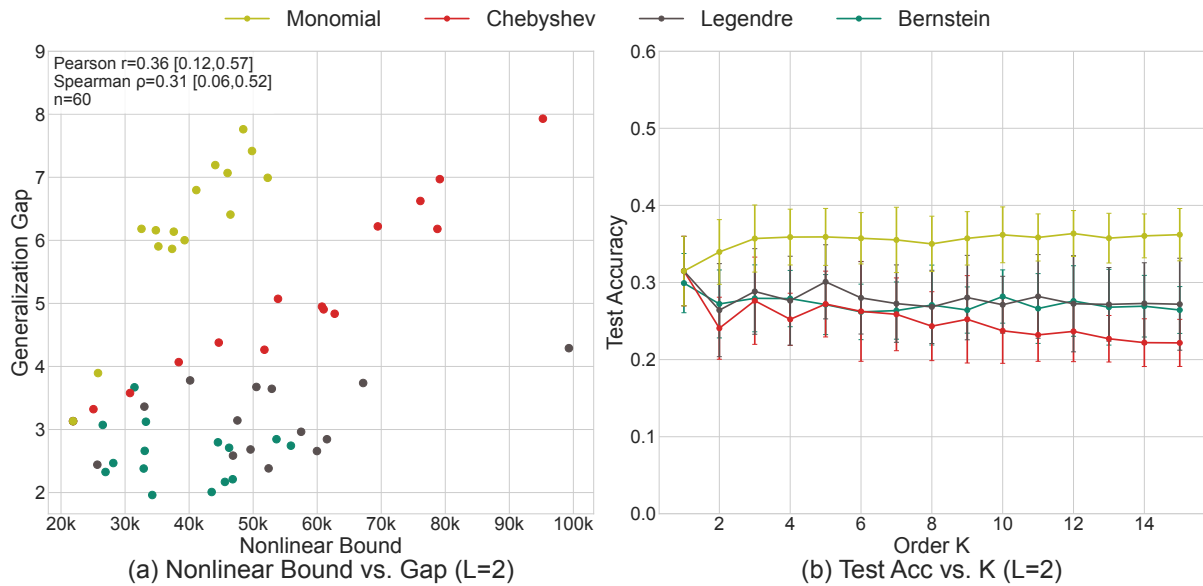 Monomial Chebyshev Legendre Bernstein
Pearson r=0.36 [0.12,0.57]
Spearman ρ=0.31 [0.06,0.52]
n=60
Generalization Gap
9
8
7
6
5
4
3
2
20k 30k 40k 50k 60k 70k 80k 90k 100k
Nonlinear Bound
(a) Nonlinear Bound vs. Gap (L=2)
Test Accuracy
0.6
0.5
0.4
0.3
0.2
0.1
0.0
2 4 6 8 10 12 14
Order K
(b) Test Acc vs. K (L=2)